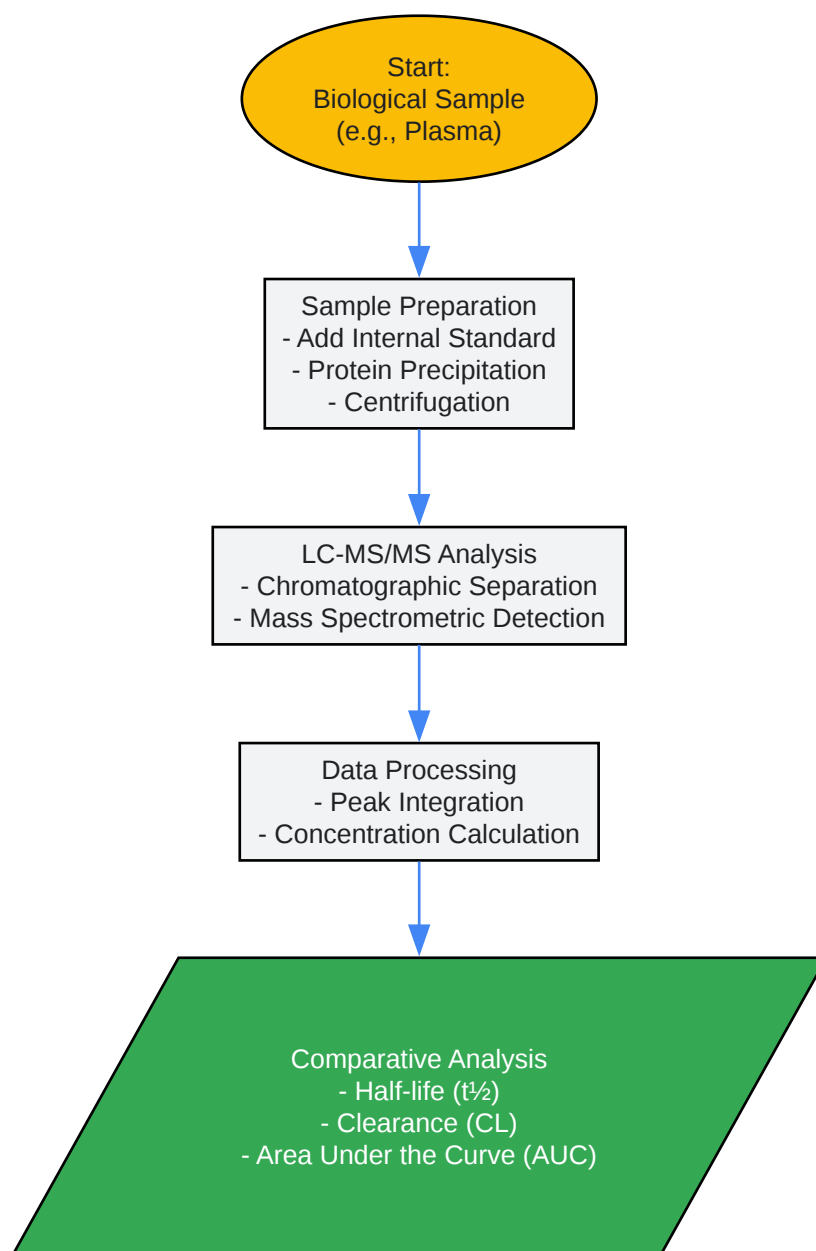 Start:
Biological Sample
(e.g., Plasma)
Sample Preparation
- Add Internal Standard
- Protein Precipitation
- Centrifugation
LC-MS/MS Analysis
- Chromatographic Separation
- Mass Spectrometric Detection
Data Processing
- Peak Integration
- Concentration Calculation
Comparative Analysis
- Half-life (t½)
- Clearance (CL)
- Area Under the Curve (AUC)